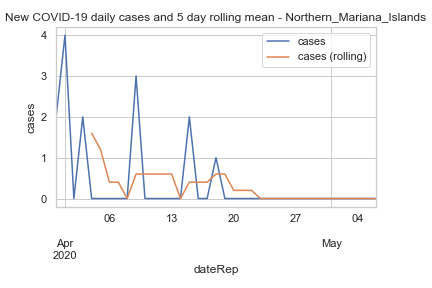 New COVID-19 daily cases and 5 day rolling mean - Northern_Mariana_Islands
cases
cases (rolling)
cases
4
3
2
1
0
06
13
20
27
04
Apr
2020
May
dateRep